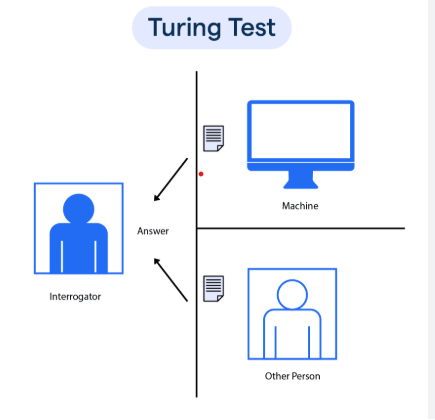 Turing Test
Machine
Answer
Interrogator
Other Person